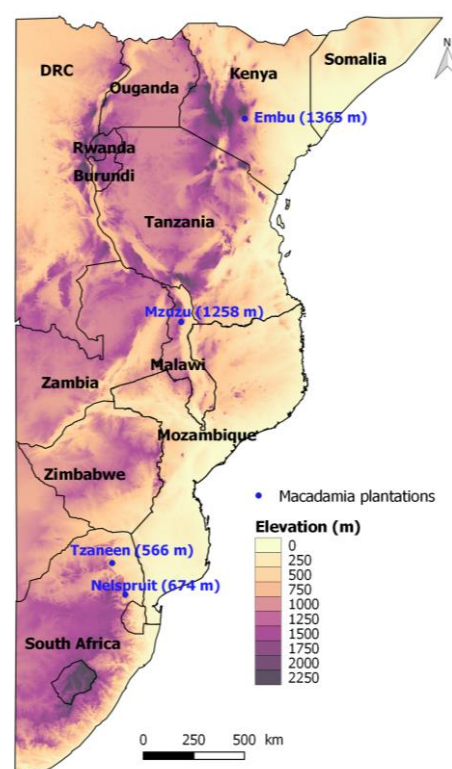 N
DRC
Ouganda
Kenya
Somalia
Embu (1365 m)
Rwanda
Burundi
Tanzania
Mzuzu (1258 m)
Malawi
Zambia
Mozambique
Zimbabwe
Macadamia plantations
Elevation (m)
0
250
500
750
1000
1250
1500
1750
2000
2250
Tzaneen (566 m)
Nelspruit (674 m)
South Africa
0 250 500 km